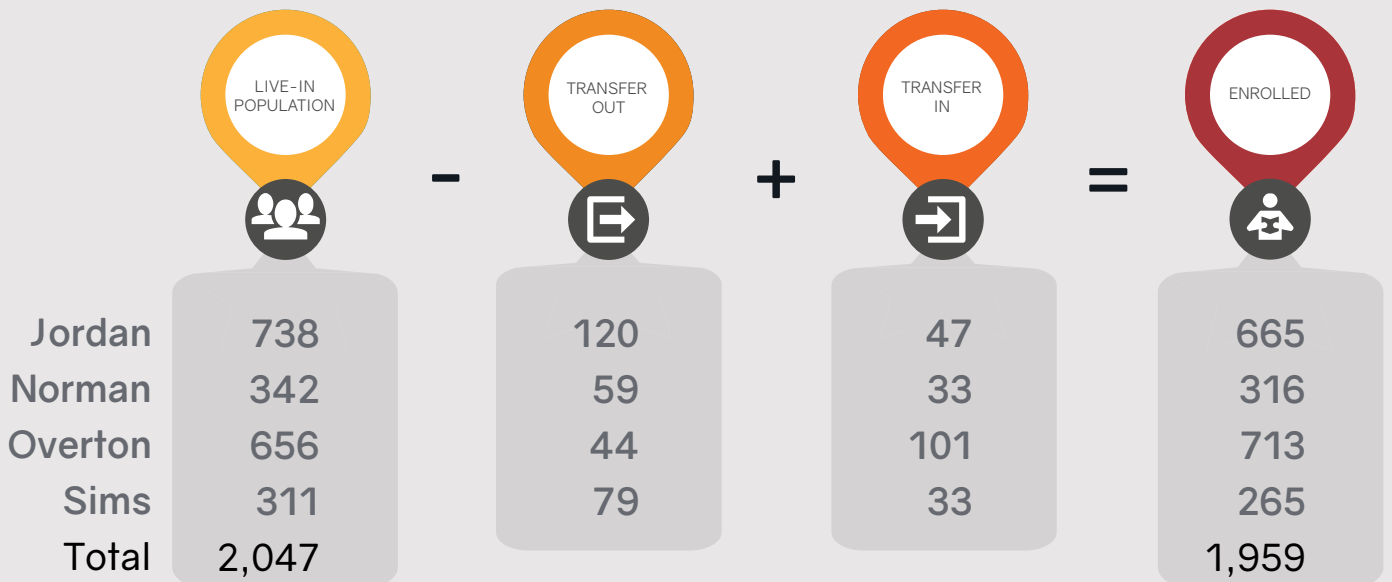 LIVE-IN
POPULATION
TRANSFER
OUT
TRANSFER
IN
ENROLLED
- + =
Jordan 738 120 47 665
Norman 342 59 33 316
Overton 656 44 101 713
Sims 311 79 33 265
Total 2,047 1,959